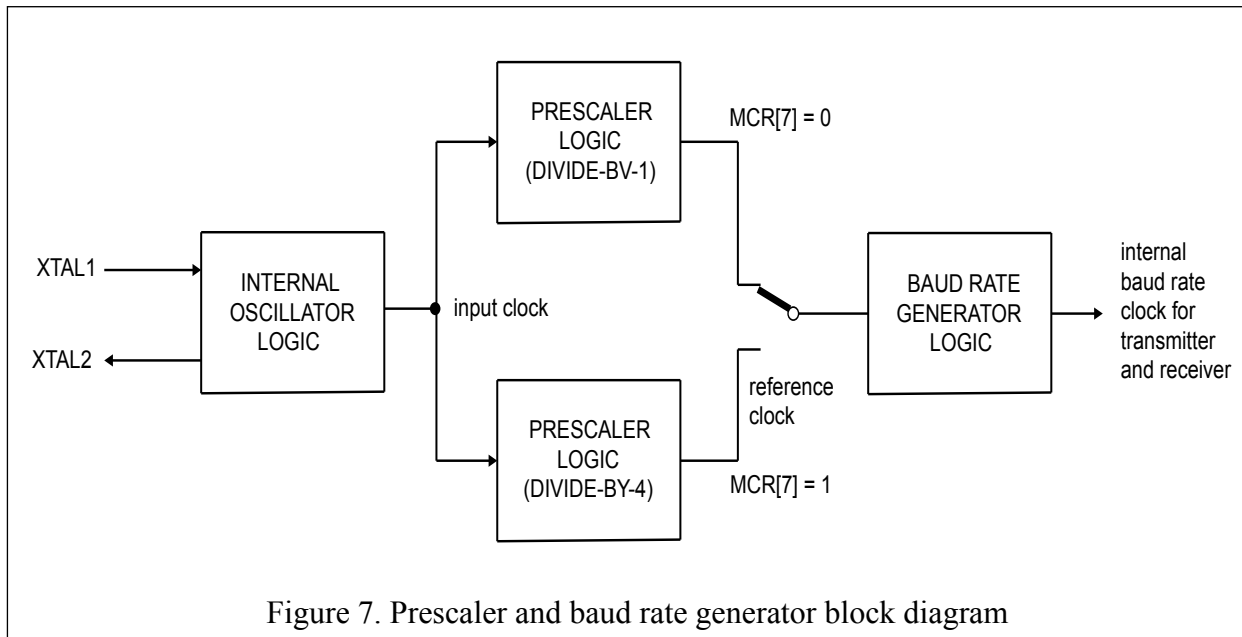 PRESCALER
LOGIC
(DIVIDE-BV-1)
MCR[7] = 0
XTAL1
XTAL2
INTERNAL
OSCILLATOR
LOGIC
input clock
BAUD RATE
GENERATOR
LOGIC
internal
baud rate
clock for
transmitter
and receiver
reference
clock
PRESCALER
LOGIC
(DIVIDE-BY-4)
MCR[7] = 1
Figure 7. Prescaler and baud rate generator block diagram